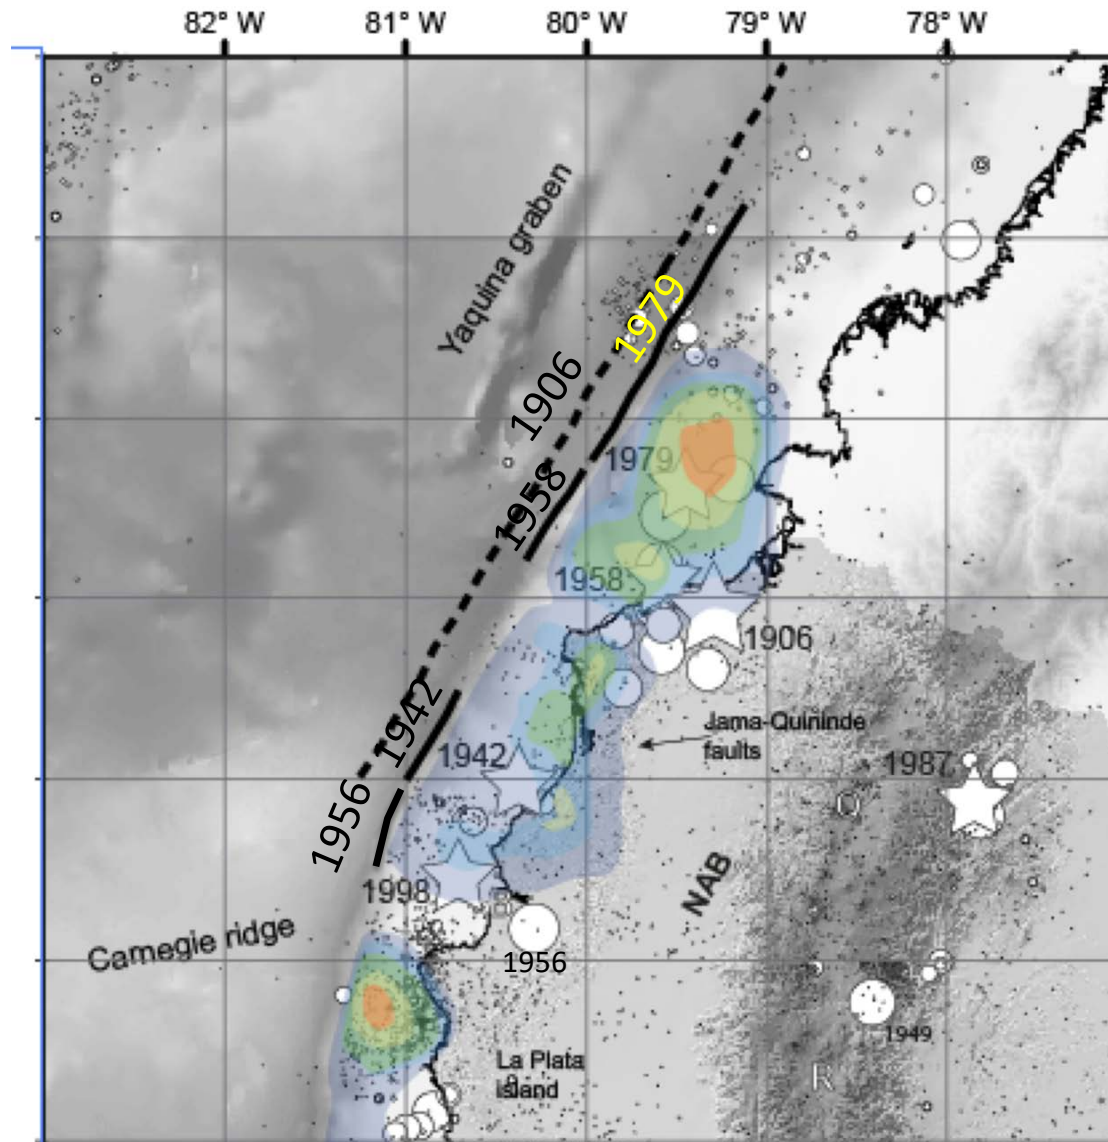 82° W 81° W 80° W 79° W 78° W
Yaquina graben
1979
1906
1958
1979
1958
1906
Jama-Quininde
faults
1942
1942
1987
Q
1956
1998
NAB
Carnegie ridge
1956
1949
La Plata
island
R